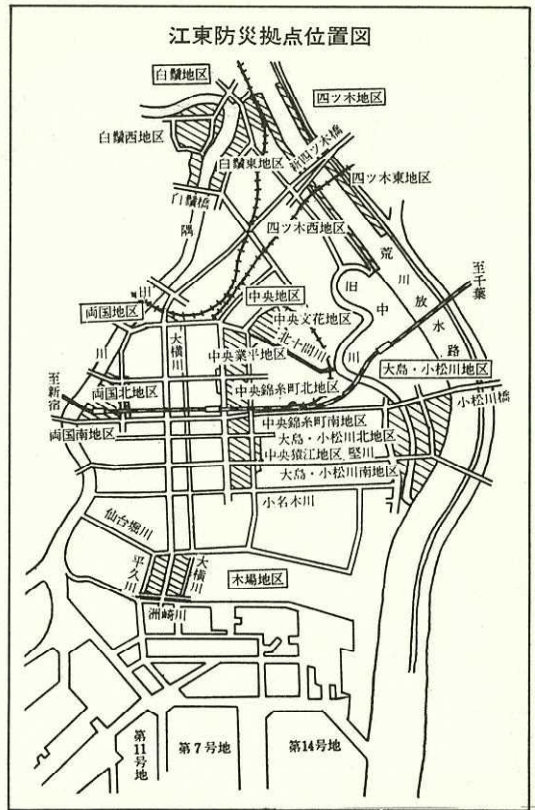 江東防災拠点位置図
白鬚地区
四ツ木地区
白鬚西地区
新四ツ木橋
白鬚東地区
四ツ木東地区
白鬚橋
四ツ木西地区
隅田川
荒川放水路
旧中川
至千葉
両国地区
中央地区
大横川
中央文花地区
北十間川
中央業平地区
大島・小松川地区
至新宿
両国北地区
中央錦糸町北地区
小松川橋
両国南地区
中央錦糸町南地区
大島・小松川北地区
中央猿江地区
竪川
大島・小松川南地区
小名木川
仙台堀川
平久川
大横川
木場地区
洲崎川
第11号地
第7号地
第14号地